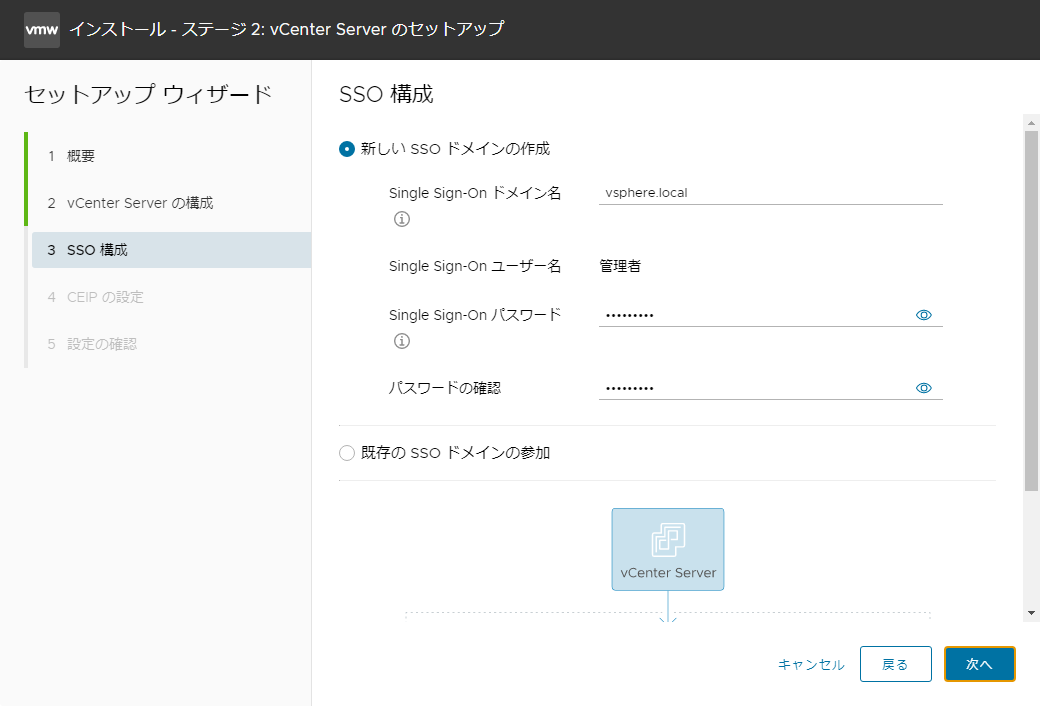 vmw インストール - ステージ 2: vCenter Server のセットアップ
セットアップ ウィザード
1 概要
2 vCenter Server の構成
3 SSO 構成
4 CEIP の設定
5 設定の確認
SSO 構成
新しい SSO ドメインの作成
Single Sign-On ドメイン名 vsphere.local
Single Sign-On ユーザー名 管理者
Single Sign-On パスワード •••••••••
パスワードの確認 •••••••••
既存の SSO ドメインの参加
vCenter Server
キャンセル 戻る 次へ